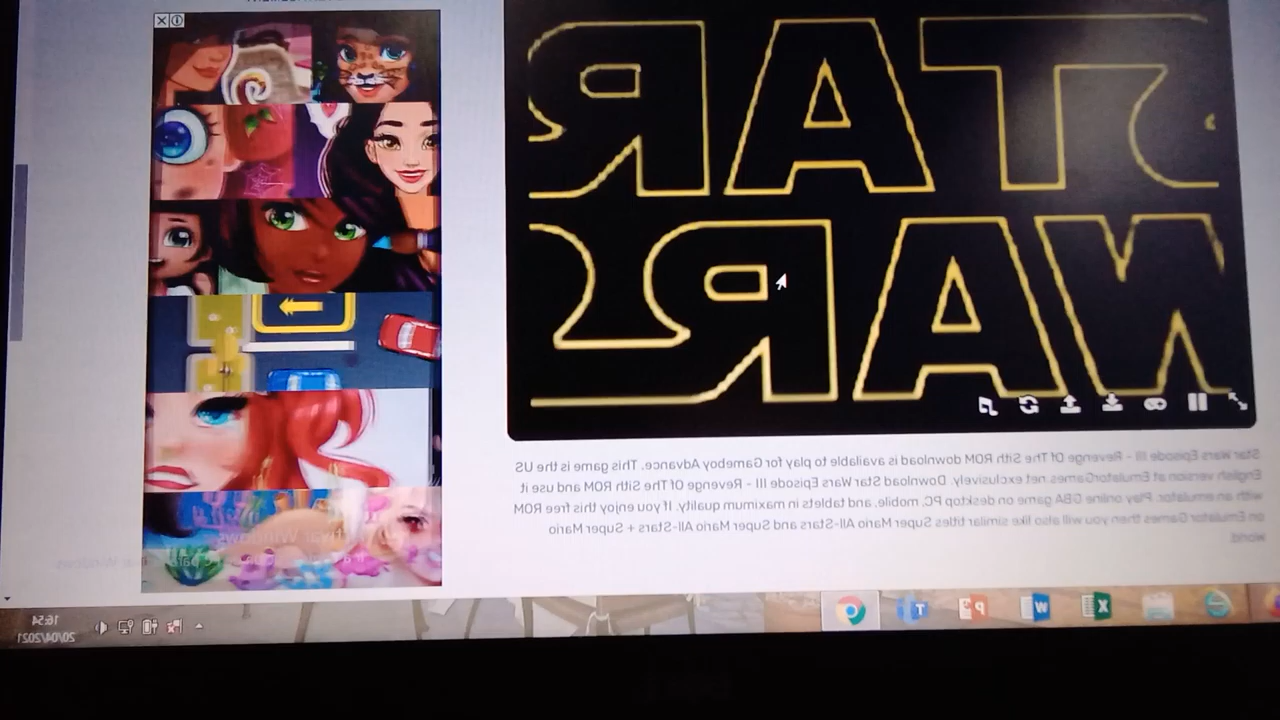 STAR
WARS
Star Wars Episode III - Revenge Of The Sith ROM download is available to play for Gameboy Advance. This game is the US
English version at EmulatorGames.net exclusively. Download Star Wars Episode III - Revenge Of The Sith ROM and use it
with an emulator. Play online GBA game on desktop PC, mobile, and tablets in maximum quality. If you enjoy this free ROM
on Emulator Games then you will also like similar titles Super Mario All-Stars and Super Mario All-Stars + Super Mario
World.
Ativar o Windows
16:54
20/04/2021